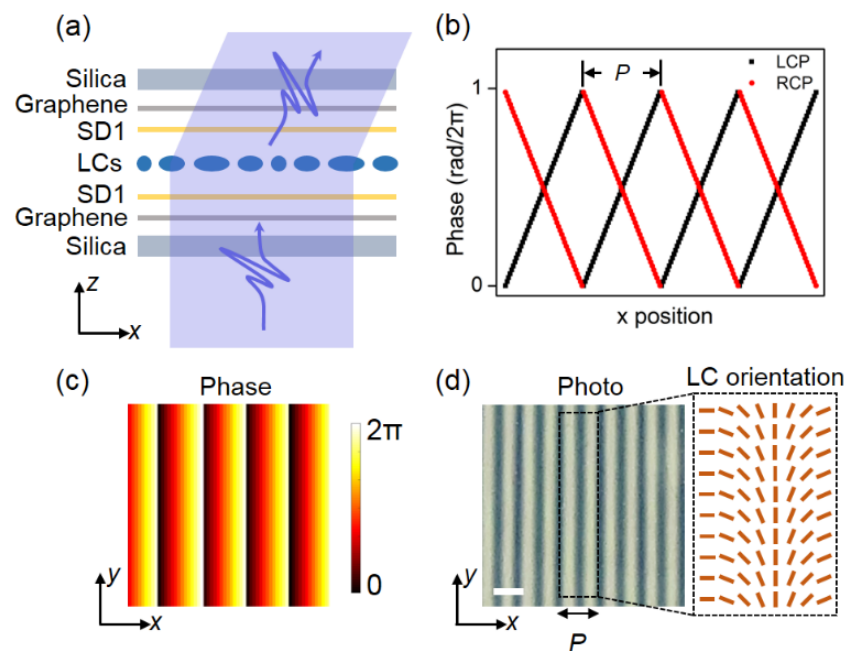 (a)
Silica
Graphene
SD1
LCs
SD1
Graphene
Silica
z
x
(b)
P
LCP
RCP
1
0
Phase (rad/2π)
x position
(c)
Phase
2π
0
y
x
(d)
Photo
LC orientation
y
x
P